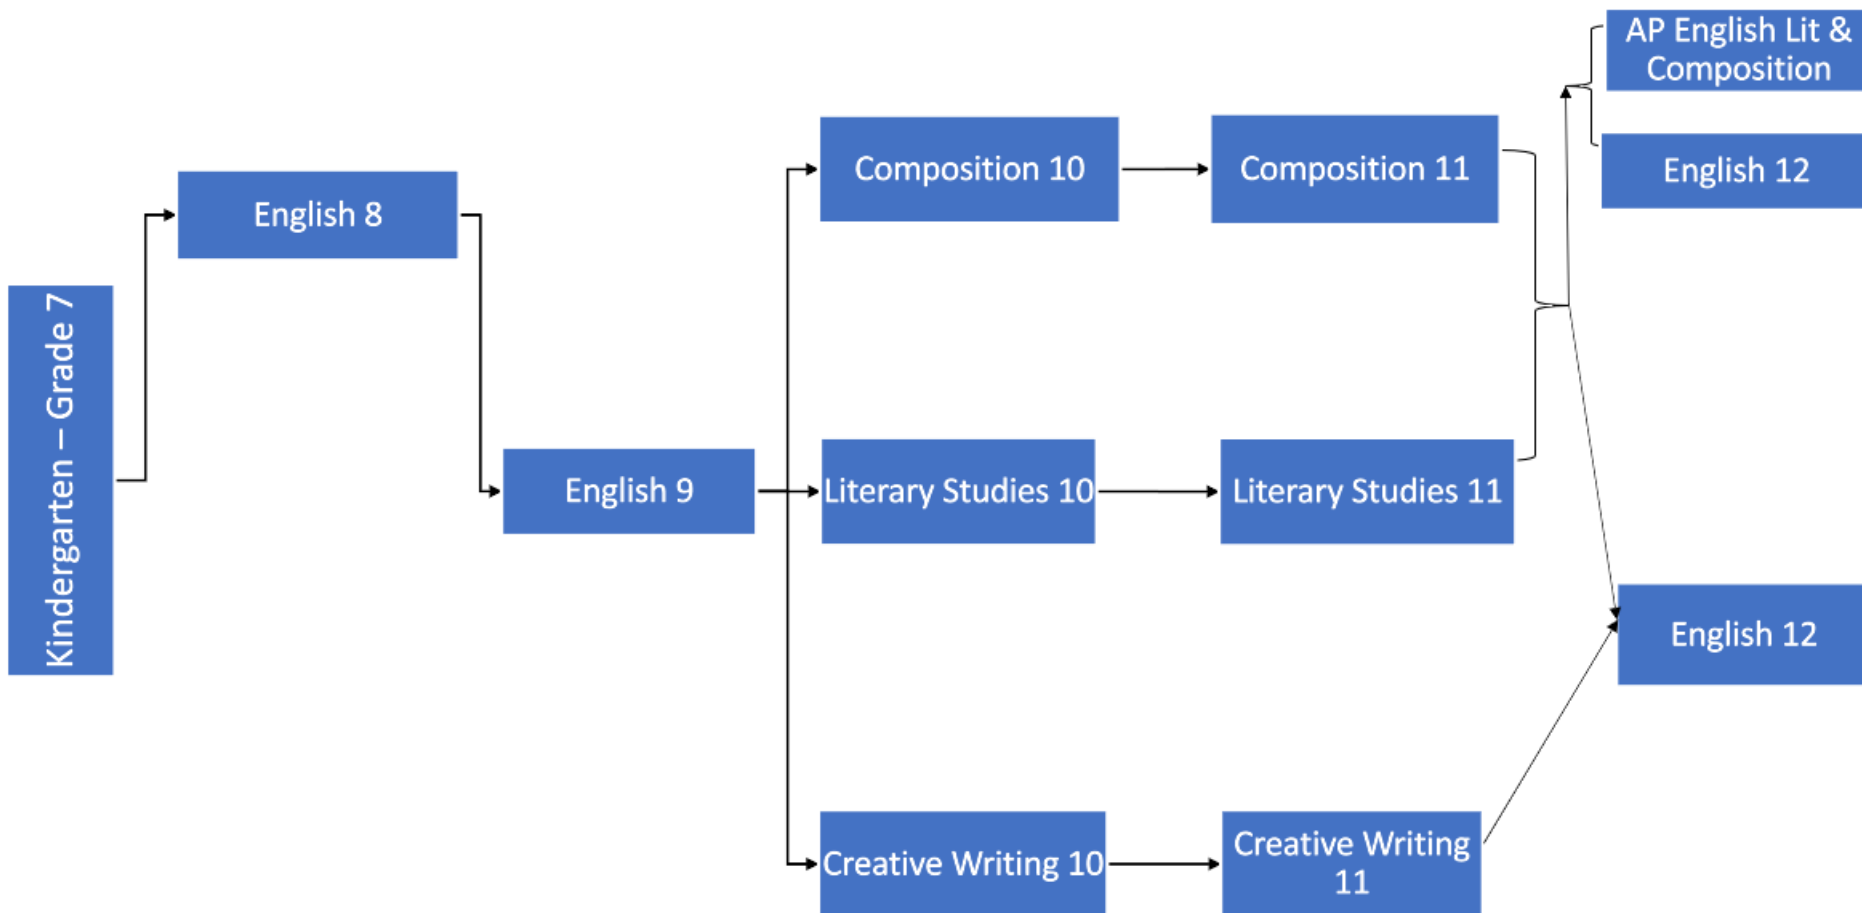 Kindergarten – Grade 7
English 8
English 9
Composition 10
Literary Studies 10
Creative Writing 10
Composition 11
Literary Studies 11
Creative Writing
11
AP English Lit &
Composition
English 12
English 12